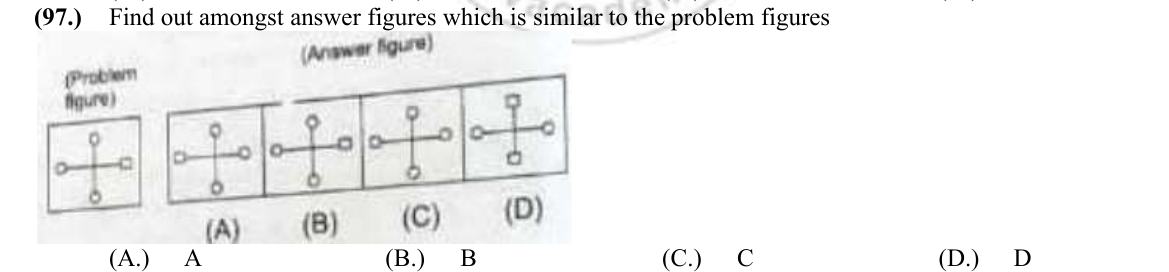 (97.) Find out amongst answer figures which is similar to the problem figures
(Answer figure)
(Problem
figure)
(A) (B) (C) (D)
(A.) A (B.) B (C.) C (D.) D